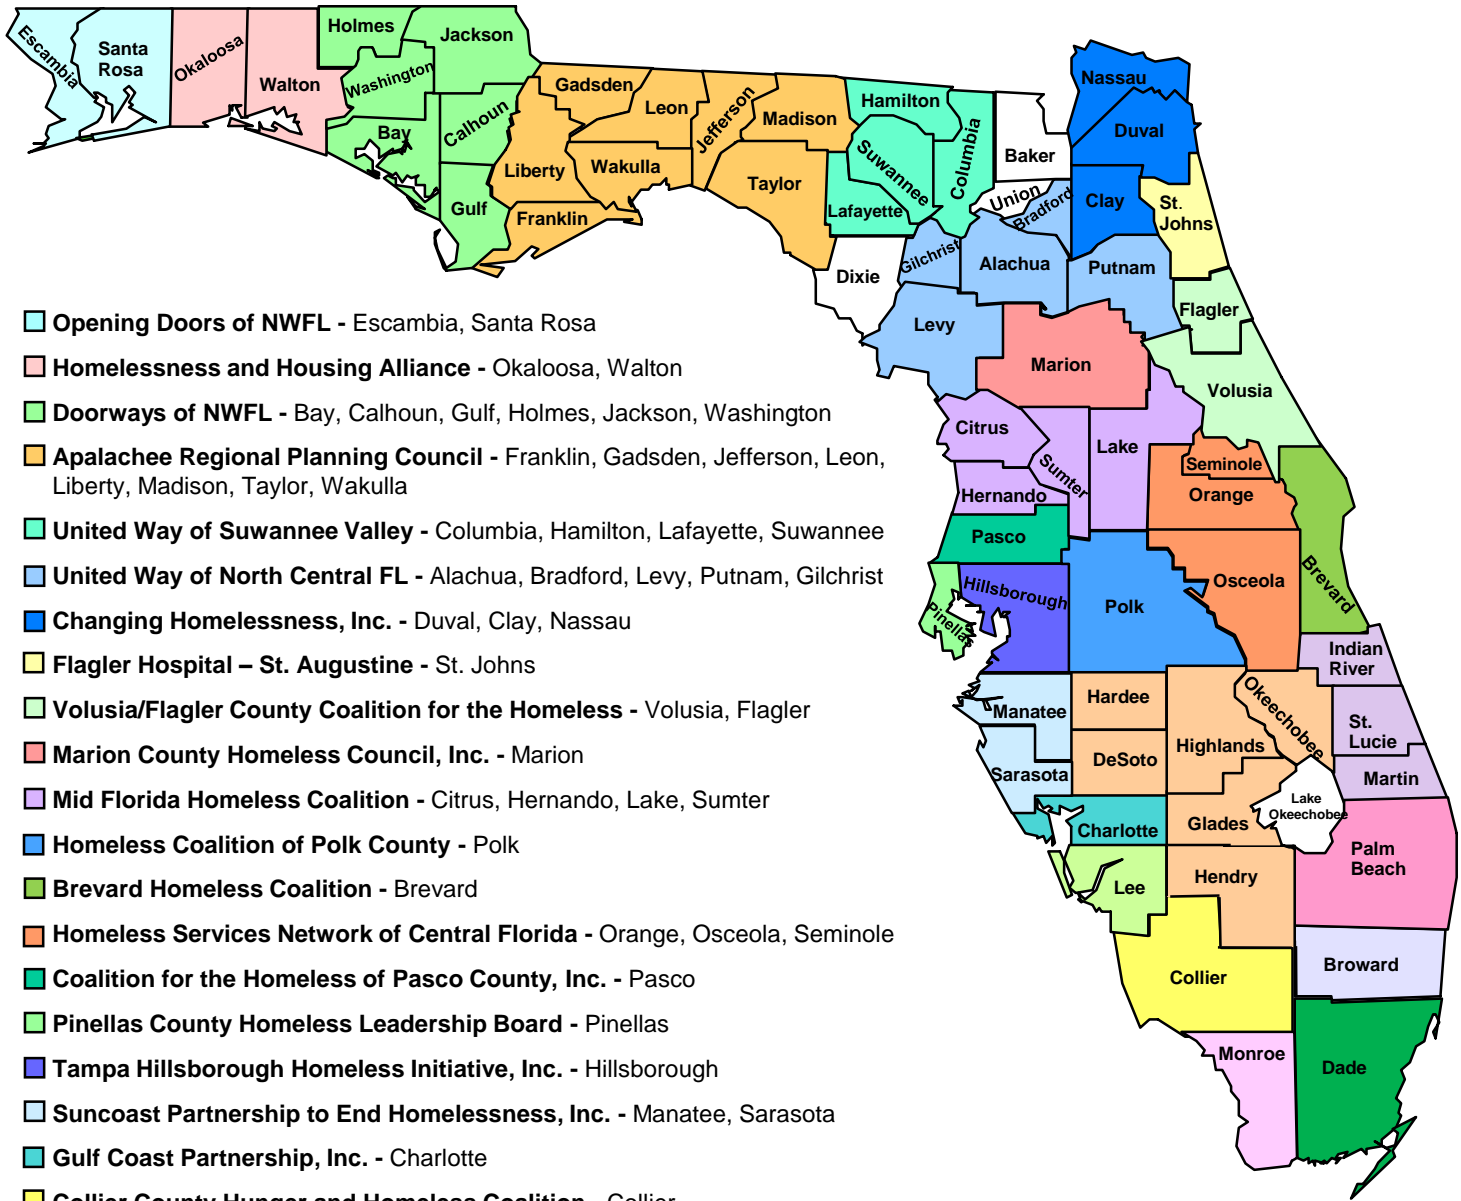 Holmes
Jackson
Escambia
Santa
Rosa
Okaloosa
Walton
Washington
Bay
Calhoun
Gulf
Gadsden
Leon
Jefferson
Madison
Liberty
Wakulla
Franklin
Taylor
Hamilton
Suwannee
Columbia
Lafayette
Baker
Union
Bradford
Nassau
Duval
Clay
St.
Johns
Dixie
Gilchrist
Alachua
Putnam
Levy
Flagler
Marion
Volusia
Citrus
Sumter
Lake
Seminole
Orange
Hernando
Pasco
Hillsborough
Pinellas
Polk
Osceola
Brevard
Indian
River
Manatee
Hardee
Okeechobee
St.
Lucie
Sarasota
DeSoto
Highlands
Martin
Charlotte
Glades
Lake
Okeechobee
Palm
Beach
Lee
Hendry
Collier
Broward
Monroe
Dade
Opening Doors of NWFL - Escambia, Santa Rosa
Homelessness and Housing Alliance - Okaloosa, Walton
Doorways of NWFL - Bay, Calhoun, Gulf, Holmes, Jackson, Washington
Apalachee Regional Planning Council - Franklin, Gadsden, Jefferson, Leon,
Liberty, Madison, Taylor, Wakulla
United Way of Suwannee Valley - Columbia, Hamilton, Lafayette, Suwannee
United Way of North Central FL - Alachua, Bradford, Levy, Putnam, Gilchrist
Changing Homelessness, Inc. - Duval, Clay, Nassau
Flagler Hospital – St. Augustine - St. Johns
Volusia/Flagler County Coalition for the Homeless - Volusia, Flagler
Marion County Homeless Council, Inc. - Marion
Mid Florida Homeless Coalition - Citrus, Hernando, Lake, Sumter
Homeless Coalition of Polk County - Polk
Brevard Homeless Coalition - Brevard
Homeless Services Network of Central Florida - Orange, Osceola, Seminole
Coalition for the Homeless of Pasco County, Inc. - Pasco
Pinellas County Homeless Leadership Board - Pinellas
Tampa Hillsborough Homeless Initiative, Inc. - Hillsborough
Suncoast Partnership to End Homelessness, Inc. - Manatee, Sarasota
Gulf Coast Partnership, Inc. - Charlotte
Collier County Hunger and Homeless Coalition - Collier